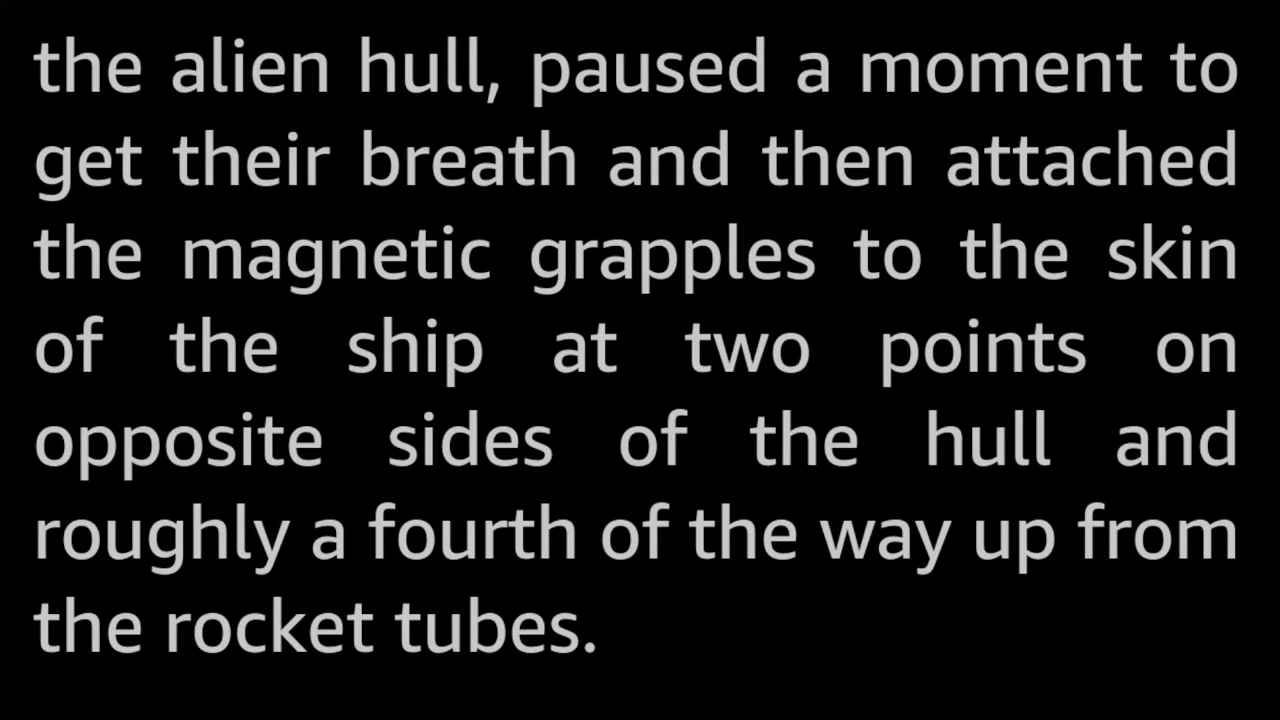 the alien hull, paused a moment to
get their breath and then attached
the magnetic grapples to the skin
of the ship at two points on
opposite sides of the hull and
roughly a fourth of the way up from
the rocket tubes.